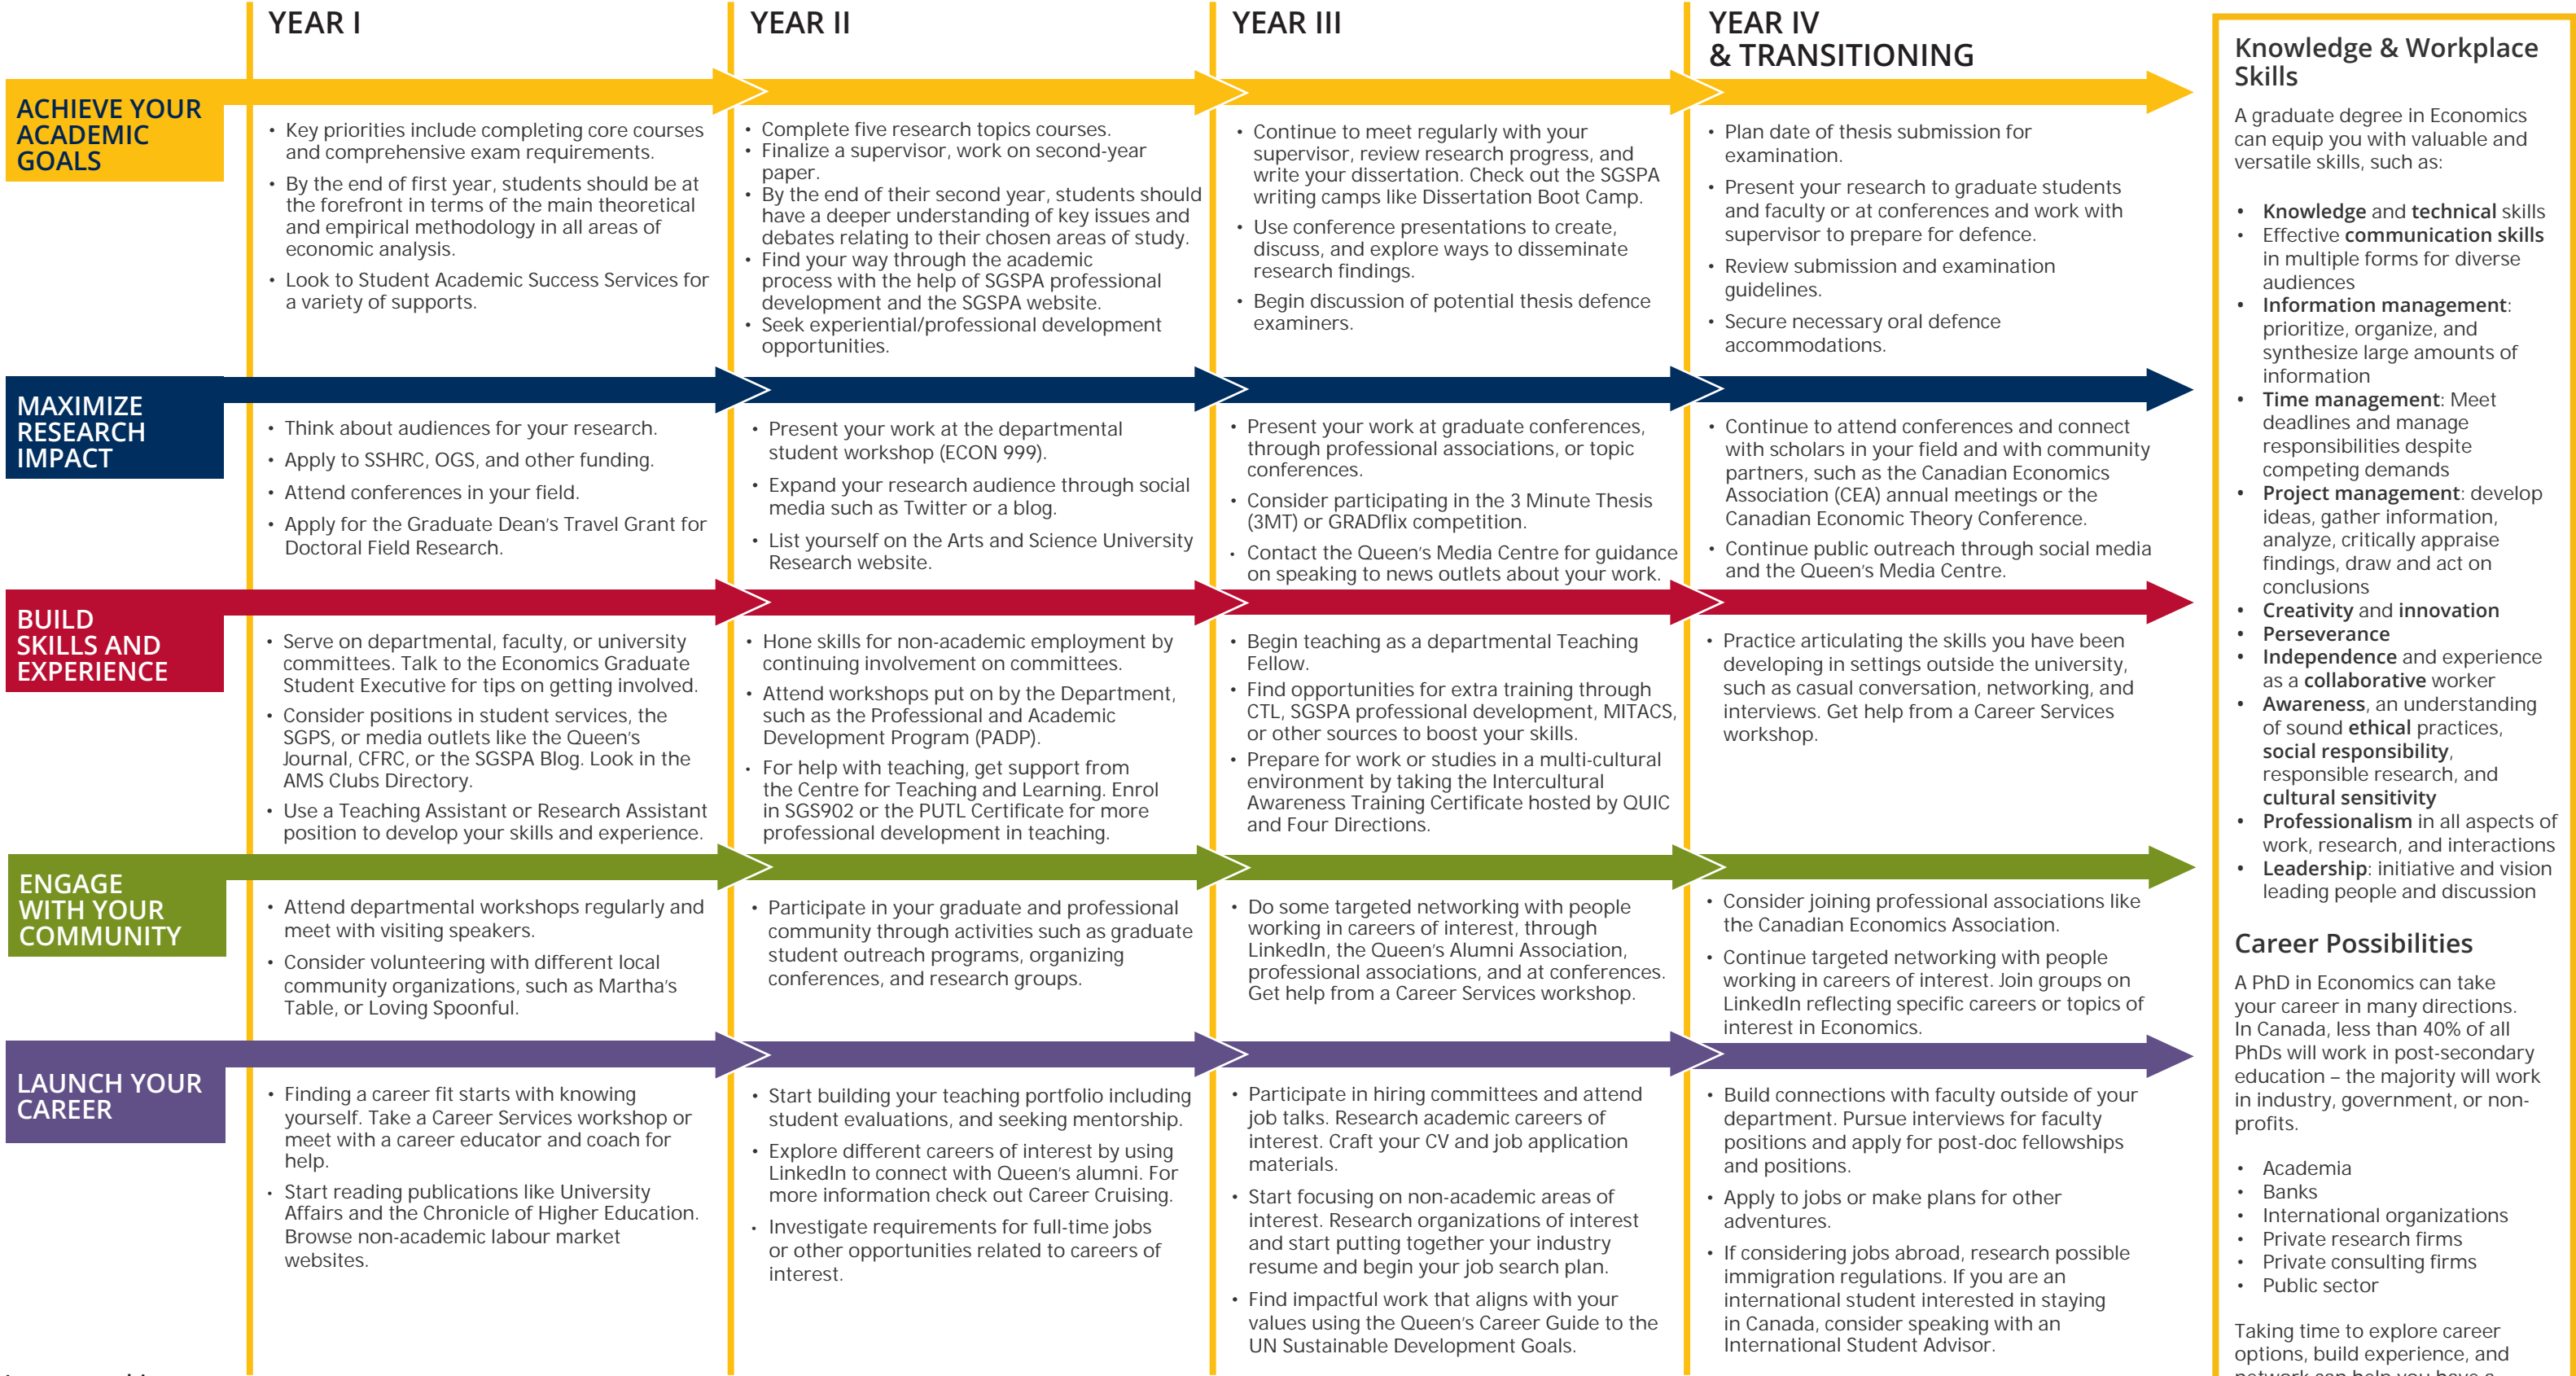 YEAR I
YEAR II
YEAR III
YEAR IV
& TRANSITIONING
ACHIEVE YOUR
ACADEMIC
GOALS
• Key priorities include completing core courses
and comprehensive exam requirements.
• By the end of first year, students should be at
the forefront in terms of the main theoretical
and empirical methodology in all areas of
economic analysis.
• Look to Student Academic Success Services for
a variety of supports.
• Complete five research topics courses.
• Finalize a supervisor, work on second-year
paper.
• By the end of their second year, students should
have a deeper understanding of key issues and
debates relating to their chosen areas of study.
• Find your way through the academic
process with the help of SGSPA professional
development and the SGSPA website.
• Seek experiential/professional development
opportunities.
• Continue to meet regularly with your
supervisor, review research progress, and
write your dissertation. Check out the SGSPA
writing camps like Dissertation Boot Camp.
• Use conference presentations to create,
discuss, and explore ways to disseminate
research findings.
• Begin discussion of potential thesis defence
examiners.
• Plan date of thesis submission for
examination.
• Present your research to graduate students
and faculty or at conferences and work with
supervisor to prepare for defence.
• Review submission and examination
guidelines.
• Secure necessary oral defence
accommodations.
MAXIMIZE
RESEARCH
IMPACT
• Think about audiences for your research.
• Apply to SSHRC, OGS, and other funding.
• Attend conferences in your field.
• Apply for the Graduate Dean's Travel Grant for
Doctoral Field Research.
• Present your work at the departmental
student workshop (ECON 999).
• Expand your research audience through social
media such as Twitter or a blog.
• List yourself on the Arts and Science University
Research website.
• Present your work at graduate conferences,
through professional associations, or topic
conferences.
• Consider participating in the 3 Minute Thesis
(3MT) or GRADflix competition.
• Contact the Queen's Media Centre for guidance
on speaking to news outlets about your work.
• Continue to attend conferences and connect
with scholars in your field and with community
partners, such as the Canadian Economics
Association (CEA) annual meetings or the
Canadian Economic Theory Conference.
• Continue public outreach through social media
and the Queen's Media Centre.
BUILD
SKILLS AND
EXPERIENCE
• Serve on departmental, faculty, or university
committees. Talk to the Economics Graduate
Student Executive for tips on getting involved.
• Consider positions in student services, the
SGPS, or media outlets like the Queen's
Journal, CFRC, or the SGSPA Blog. Look in the
AMS Clubs Directory.
• Use a Teaching Assistant or Research Assistant
position to develop your skills and experience.
• Hone skills for non-academic employment by
continuing involvement on committees.
• Attend workshops put on by the Department,
such as the Professional and Academic
Development Program (PADP).
• For help with teaching, get support from
the Centre for Teaching and Learning. Enrol
in SGS902 or the PUTL Certificate for more
professional development in teaching.
• Begin teaching as a departmental Teaching
Fellow.
• Find opportunities for extra training through
CTL, SGSPA professional development, MITACS,
or other sources to boost your skills.
• Prepare for work or studies in a multi-cultural
environment by taking the Intercultural
Awareness Training Certificate hosted by QUIC
and Four Directions.
• Practice articulating the skills you have been
developing in settings outside the university,
such as casual conversation, networking, and
interviews. Get help from a Career Services
workshop.
ENGAGE
WITH YOUR
COMMUNITY
• Attend departmental workshops regularly and
meet with visiting speakers.
• Consider volunteering with different local
community organizations, such as Martha's
Table, or Loving Spoonful.
• Participate in your graduate and professional
community through activities such as graduate
student outreach programs, organizing
conferences, and research groups.
• Do some targeted networking with people
working in careers of interest, through
LinkedIn, the Queen's Alumni Association,
professional associations, and at conferences.
Get help from a Career Services workshop.
• Consider joining professional associations like
the Canadian Economics Association.
• Continue targeted networking with people
working in careers of interest. Join groups on
LinkedIn reflecting specific careers or topics of
interest in Economics.
LAUNCH YOUR
CAREER
• Finding a career fit starts with knowing
yourself. Take a Career Services workshop or
meet with a career educator and coach for
help.
• Start reading publications like University
Affairs and the Chronicle of Higher Education.
Browse non-academic labour market
websites.
• Start building your teaching portfolio including
student evaluations, and seeking mentorship.
• Explore different careers of interest by using
LinkedIn to connect with Queen's alumni. For
more information check out Career Cruising.
• Investigate requirements for full-time jobs
or other opportunities related to careers of
interest.
• Participate in hiring committees and attend
job talks. Research academic careers of
interest. Craft your CV and job application
materials.
• Start focusing on non-academic areas of
interest. Research organizations of interest
and start putting together your industry
resume and begin your job search plan.
• Find impactful work that aligns with your
values using the Queen's Career Guide to the
UN Sustainable Development Goals.
• Build connections with faculty outside of your
department. Pursue interviews for faculty
positions and apply for post-doc fellowships
and positions.
• Apply to jobs or make plans for other
adventures.
• If considering jobs abroad, research possible
immigration regulations. If you are an
international student interested in staying
in Canada, consider speaking with an
International Student Advisor.
Knowledge & Workplace
Skills
A graduate degree in Economics
can equip you with valuable and
versatile skills, such as:
• Knowledge and technical skills
• Effective communication skills
in multiple forms for diverse
audiences
• Information management:
prioritize, organize, and
synthesize large amounts of
information
• Time management: Meet
deadlines and manage
responsibilities despite
competing demands
• Project management: develop
ideas, gather information,
analyze, critically appraise
findings, draw and act on
conclusions
• Creativity and innovation
• Perseverance
• Independence and experience
as a collaborative worker
• Awareness, an understanding
of sound ethical practices,
social responsibility,
responsible research, and
cultural sensitivity
• Professionalism in all aspects of
work, research, and interactions
• Leadership: initiative and vision
leading people and discussion
Career Possibilities
A PhD in Economics can take
your career in many directions.
In Canada, less than 40% of all
PhDs will work in post-secondary
education – the majority will work
in industry, government, or non-
profits.
• Academia
• Banks
• International organizations
• Private research firms
• Private consulting firms
• Public sector
Taking time to explore career
options, build experience, and
network can help you have a